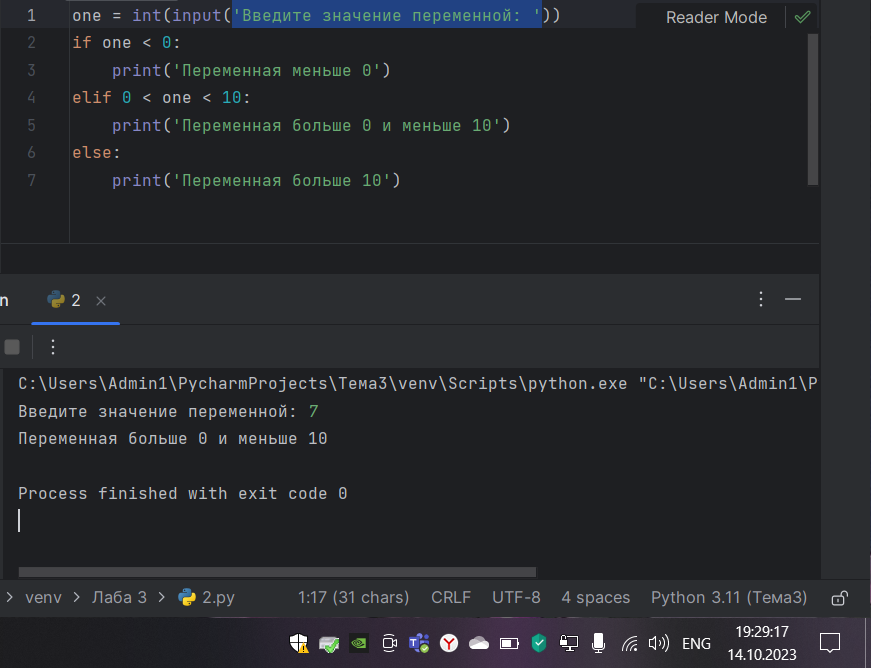 1 one = int(input('Введите значение переменной: '))
Reader Mode
2 if one < 0:
3     print('Переменная меньше 0')
4 elif 0 < one < 10:
5     print('Переменная больше 0 и меньше 10')
6 else:
7     print('Переменная больше 10')
n
2
C:\Users\Admin1\PycharmProjects\Тема3\venv\Scripts\python.exe "C:\Users\Admin1\P
Введите значение переменной: 7
Переменная больше 0 и меньше 10
Process finished with exit code 0
> venv > Лаба 3 > 2.py 1:17 (31 chars) CRLF UTF-8 4 spaces Python 3.11 (Тема3)
ENG
19:29:17
14.10.2023